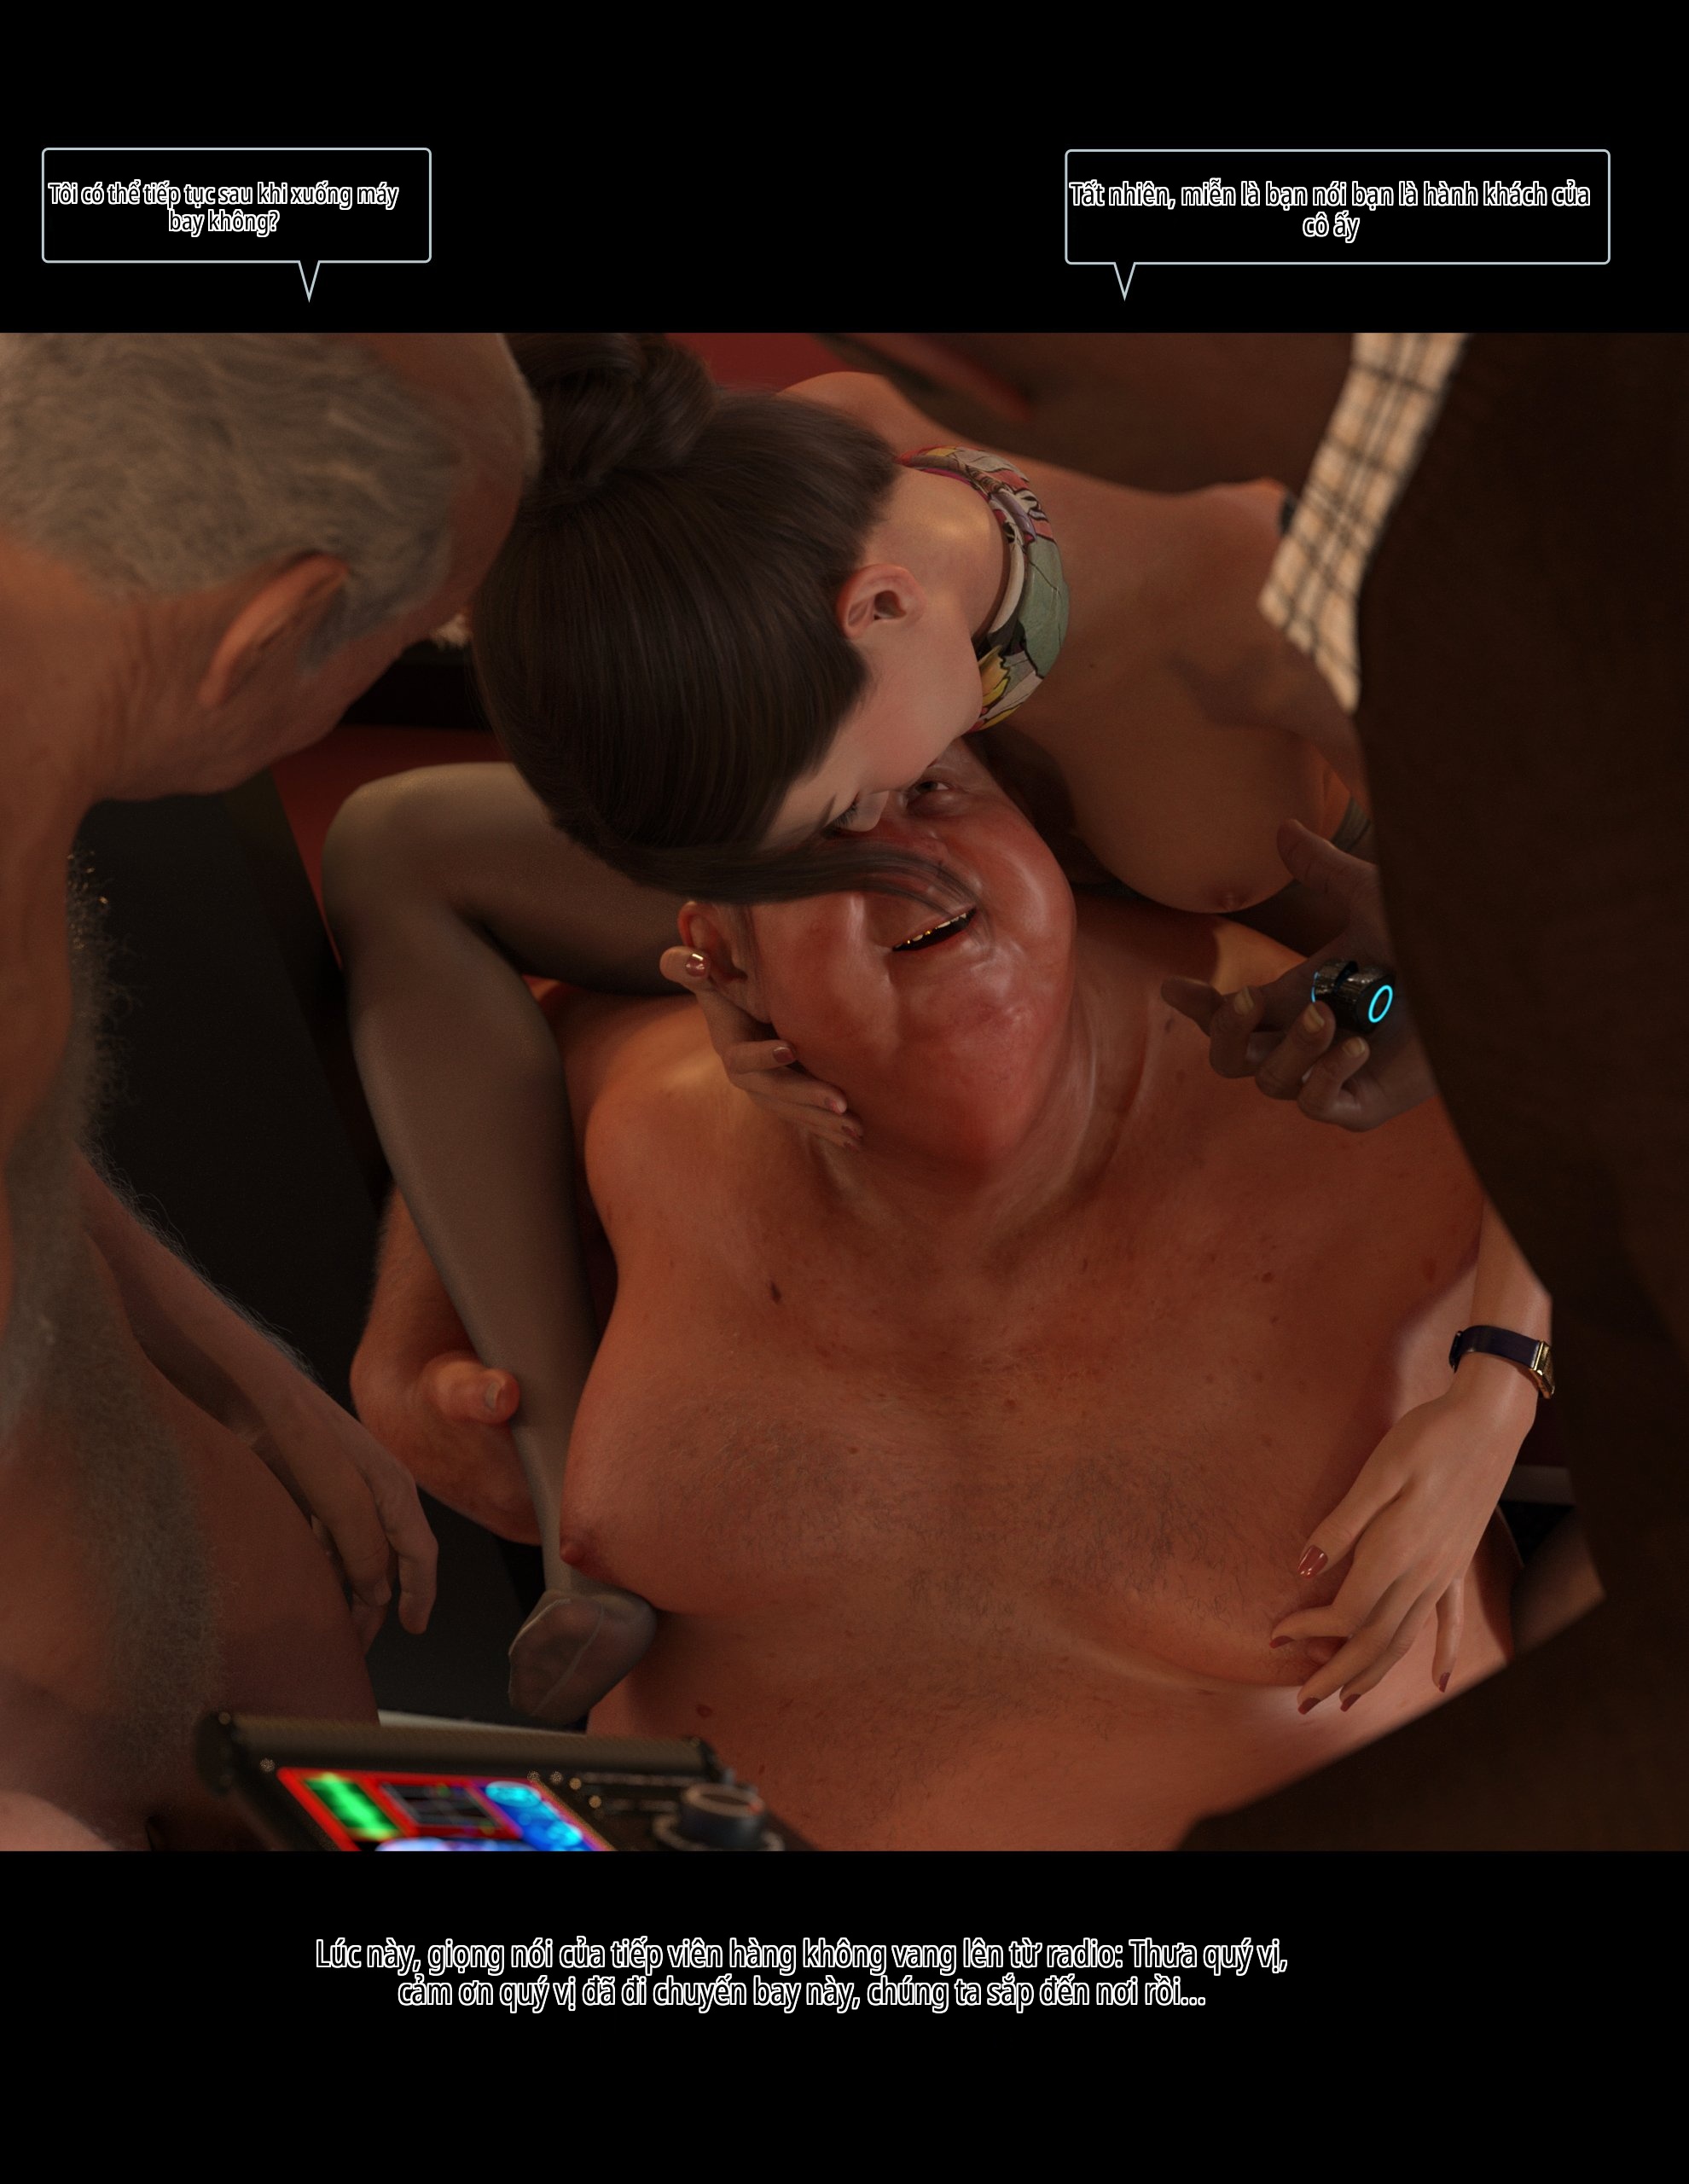 Tôi có thể tiếp tục sau khi xuống máy
bay không?
Tất nhiên, miễn là bạn nói bạn là hành khách của
cô ấy
Lúc này, giọng nói của tiếp viên hàng không vang lên từ radio: Thưa quý vị,
cảm ơn quý vị đã đi chuyến bay này, chúng ta sắp đến nơi rồi...